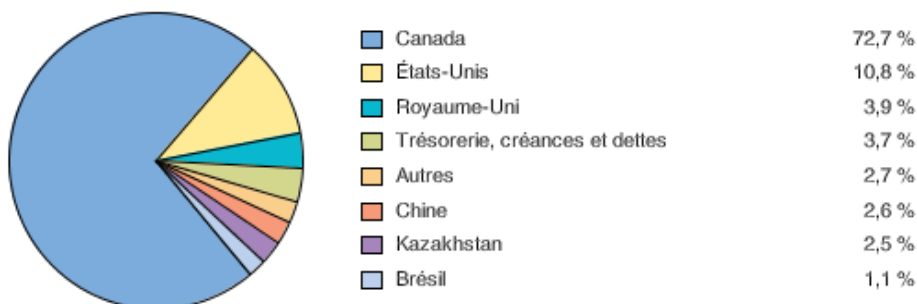 Canada 72,7 %
États-Unis 10,8 %
Royaume-Uni 3,9 %
Trésorerie, créances et dettes 3,7 %
Autres 2,7 %
Chine 2,6 %
Kazakhstan 2,5 %
Brésil 1,1 %